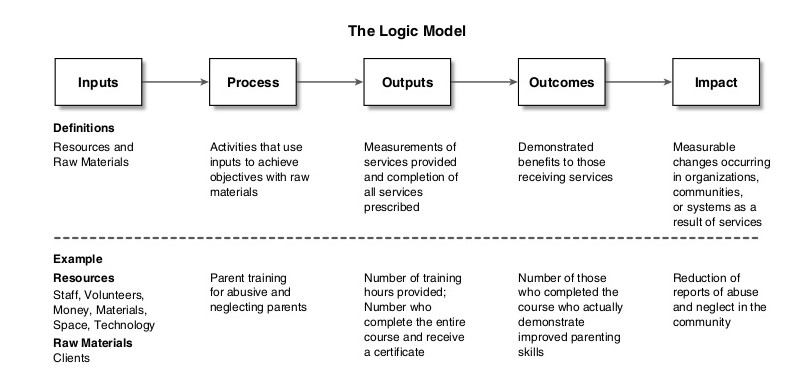 The Logic Model
Inputs
Process
Outputs
Outcomes
Impact
Definitions
Resources and
Raw Materials
Activities that use
inputs to achieve
objectives with raw
materials
Measurements of
services provided
and completion of
all services
prescribed
Demonstrated
benefits to those
receiving services
Measurable
changes occurring
in organizations,
communities,
or systems as a
result of services
Example
Resources
Staff, Volunteers,
Money, Materials,
Space, Technology
Raw Materials
Clients
Parent training
for abusive and
neglecting parents
Number of training
hours provided;
Number who
complete the entire
course and receive
a certificate
Number of those
who completed the
course who actually
demonstrate
improved parenting
skills
Reduction of
reports of abuse
and neglect in the
community